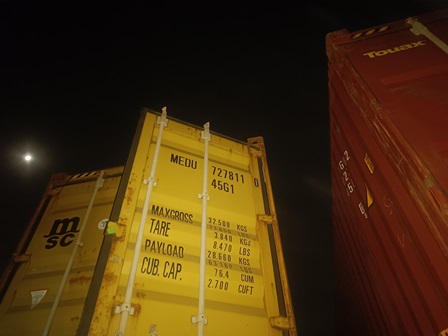 Touax
MEDU 727811 0
45G1
m
SC
MAXGROSS 32.500 KGS
TARE 3.840 KGS
8.470 LBS
PAYLOAD 28.660 KGS
CUB. CAP. 76,4 CUM
2.700 CUFT